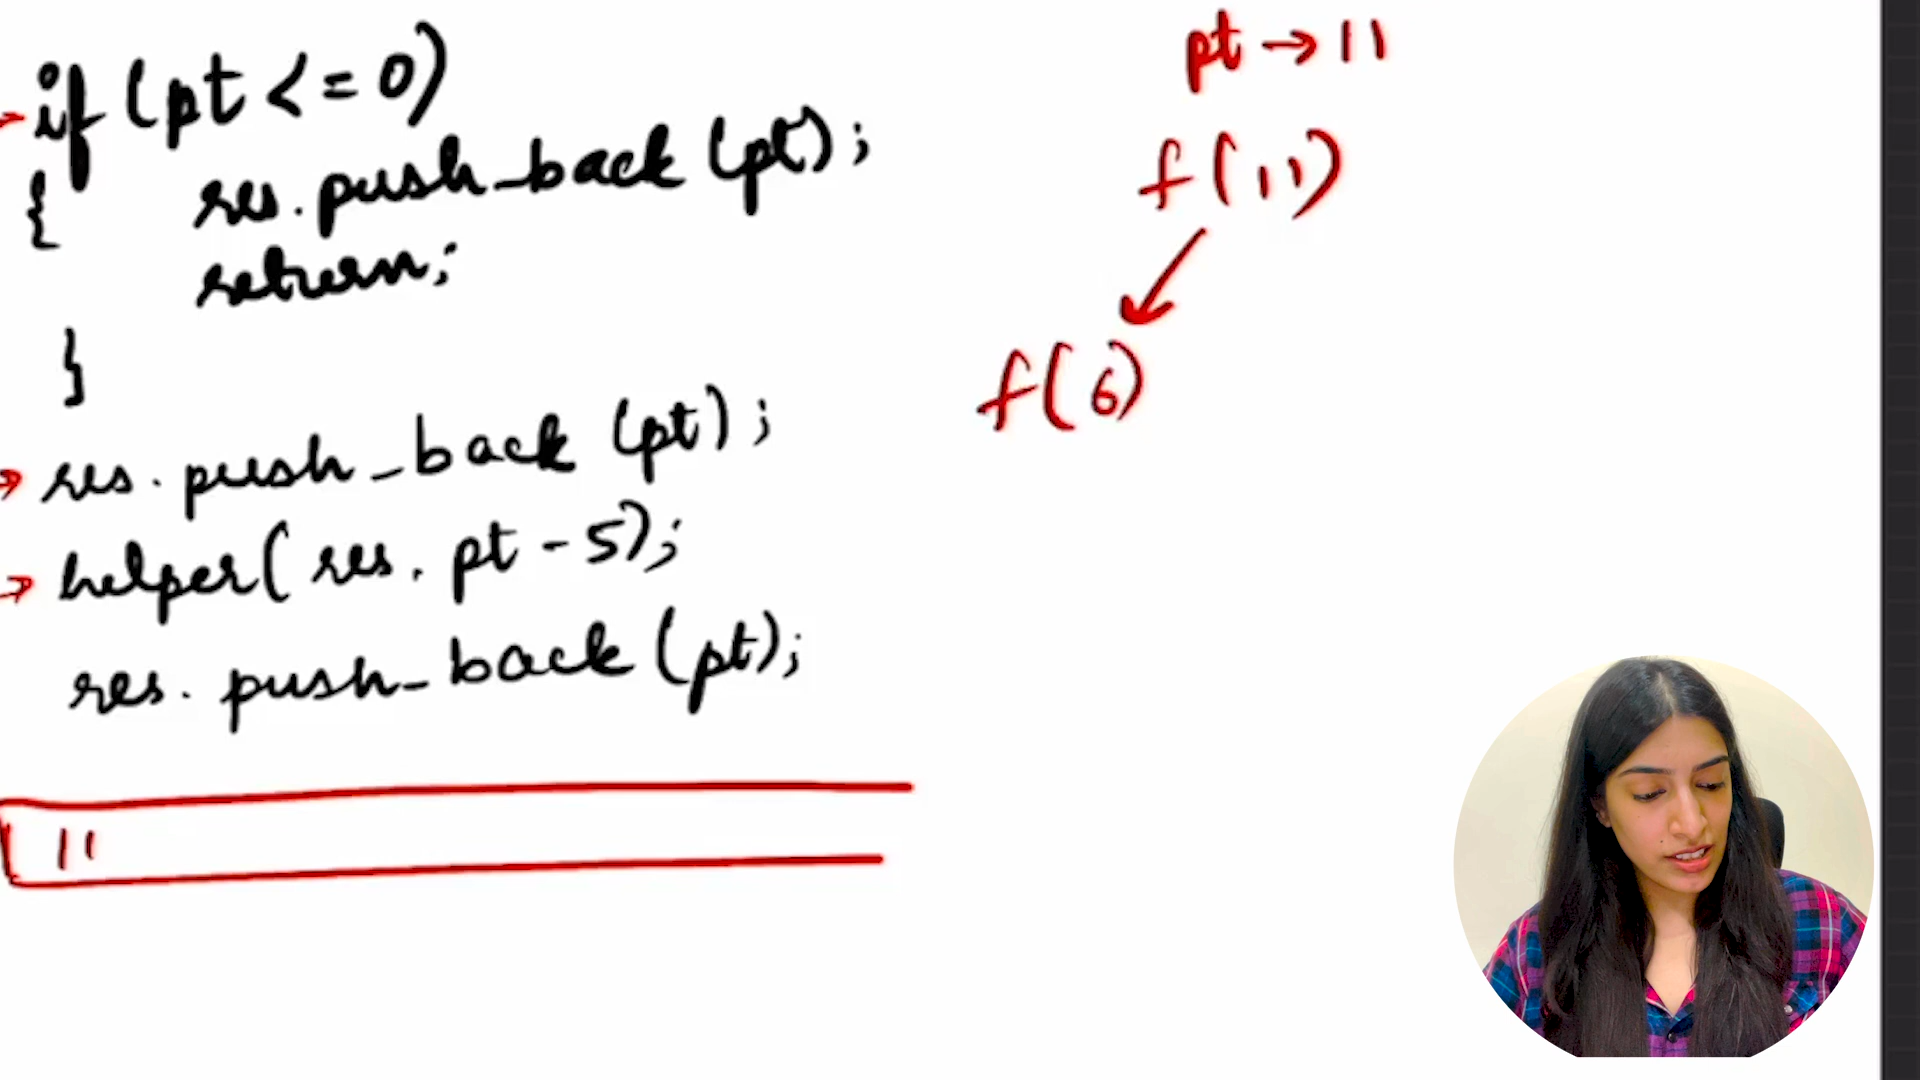 if (pt <= 0)
{
res.push_back (pt);
return;
}
→ res.push_back (pt);
→ helper( res. pt - 5);
res. push_back (pt);
11
pt → 11
f(11)
f(6)